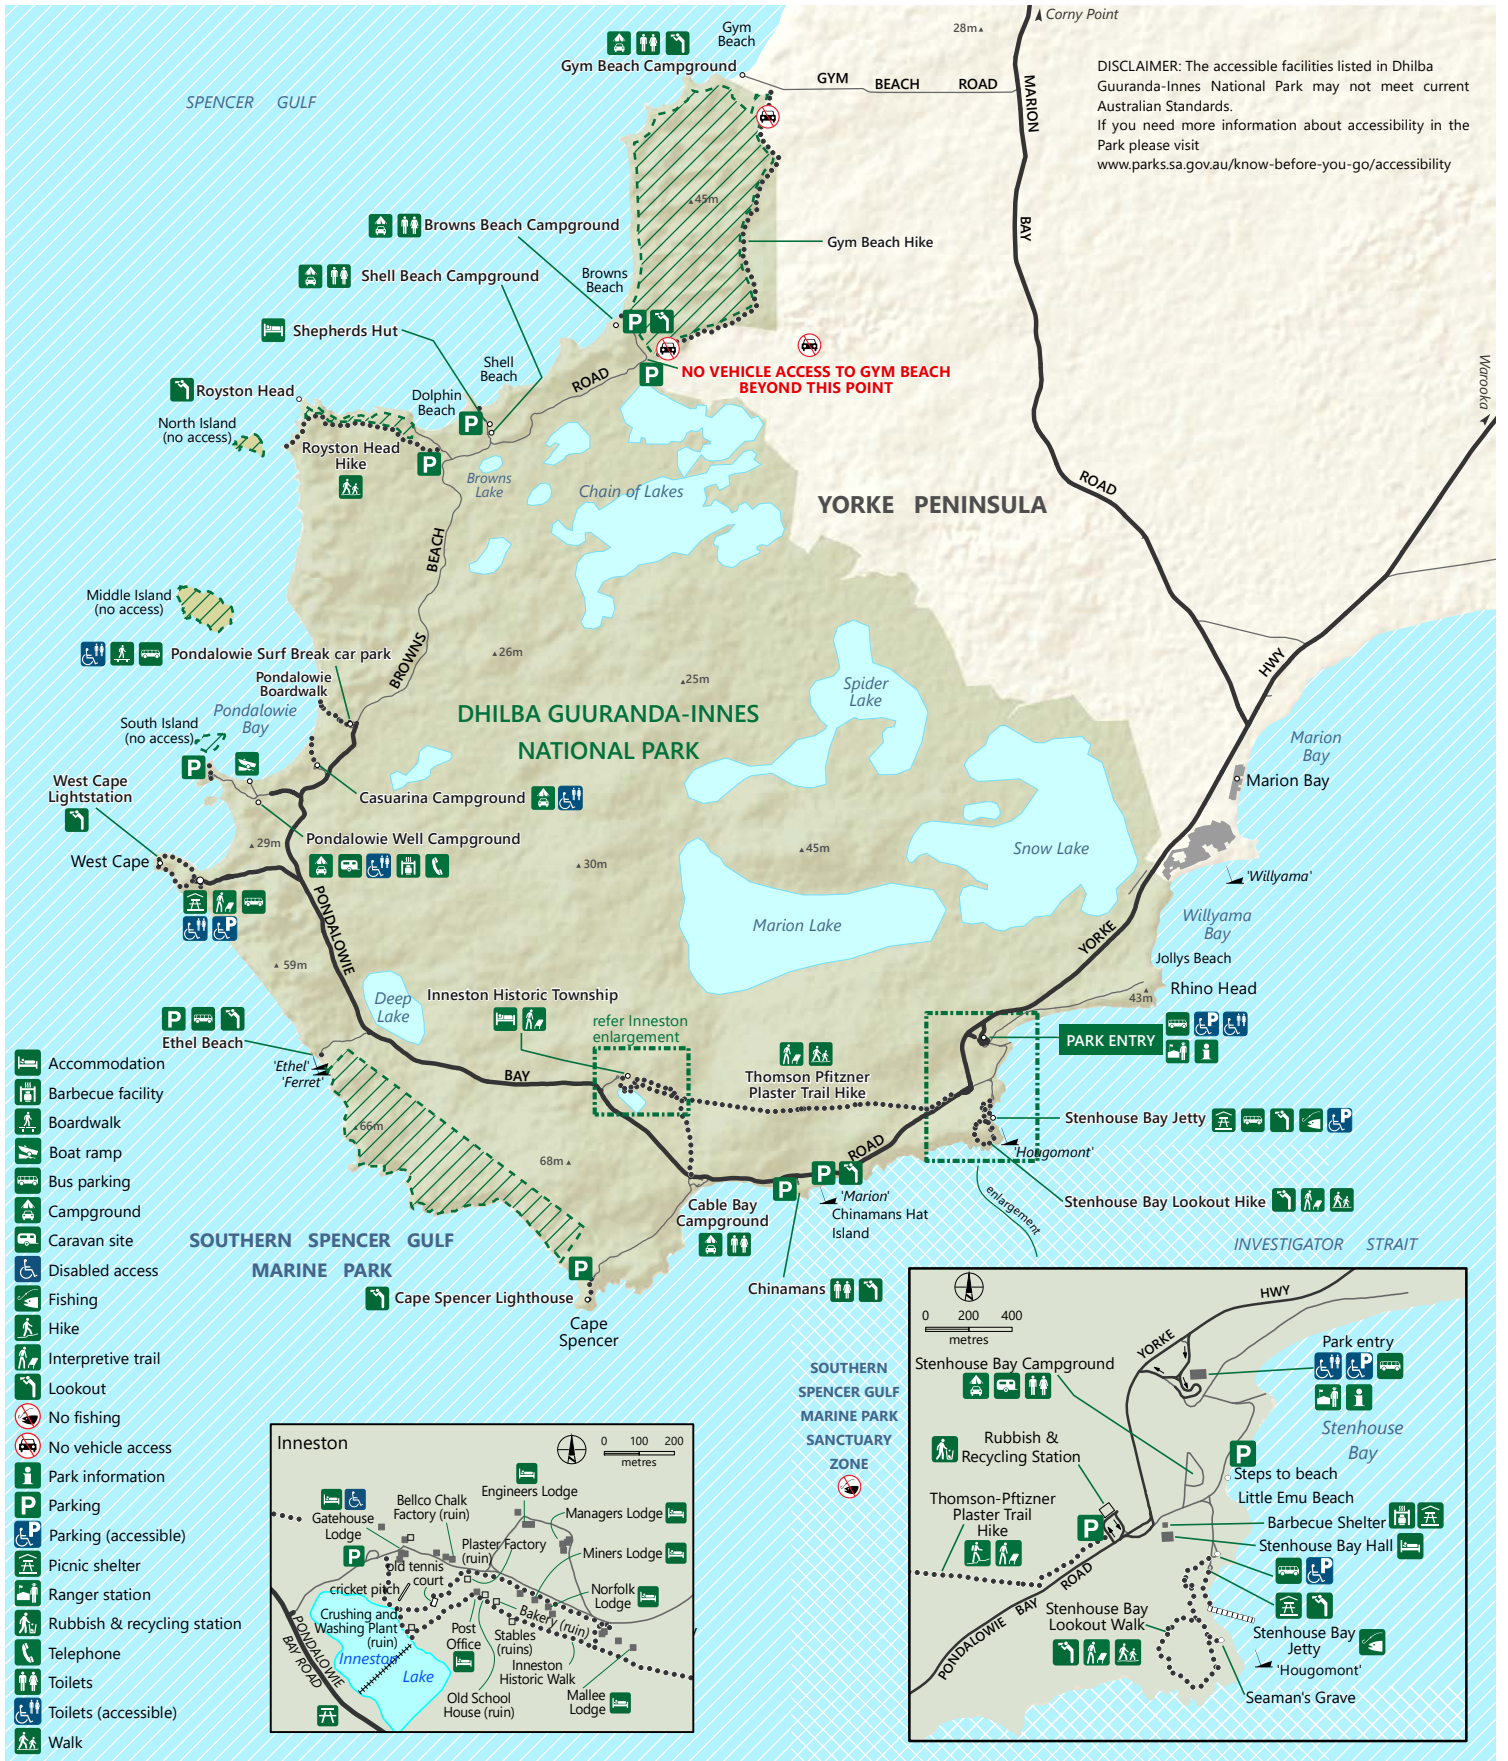 Corny Point
28m
Gym
Beach
Gym Beach Campground
GYM BEACH ROAD
DISCLAIMER: The accessible facilities listed in Dhilba
Guuranda-Innes National Park may not meet current
Australian Standards.
If you need more information about accessibility in the
Park please visit
www.parks.sa.gov.au/know-before-you-go/accessibility
SPENCER GULF
MARION
BAY
ROAD
45m
Browns Beach Campground
Gym Beach Hike
Shell Beach Campground
Browns
Beach
Shepherds Hut
P
NO VEHICLE ACCESS TO GYM BEACH
BEYOND THIS POINT
P
Shell
Beach
ROAD
Warooka
Royston Head
Dolphin
Beach
P
North Island
(no access)
Royston Head
Hike
P
Browns
Lake
Chain of Lakes
YORKE PENINSULA
BEACH
Middle Island
(no access)
BROWNS
26m
25m
Pondalowie Surf Break car park
Pondalowie
Boardwalk
Pondalowie
Bay
South Island
(no access)
P
DHILBA GUURANDA-INNES
NATIONAL PARK
Spider
Lake
HWY
Marion
Bay
Marion Bay
West Cape
Lightstation
Casuarina Campground
Pondalowie Well Campground
29m
West Cape
30m
45m
Snow Lake
'Willyama'
P
PONDALOWIE
Marion Lake
Willyama
Bay
YORKE
Jollys Beach
59m
Rhino Head
43m
Deep
Lake
Inneston Historic Township
refer Inneston
enlargement
P
Ethel Beach
PARK ENTRY
'Ethel'
'Ferret'
BAY
Thomson Pfitzner
Plaster Trail Hike
66m
Stenhouse Bay Jetty
P
ROAD
'Hougomont'
68m
P
P
'Marion'
Chinamans Hat
Island
Cable Bay
Campground
Stenhouse Bay Lookout Hike
enlargement
SOUTHERN SPENCER GULF
MARINE PARK
INVESTIGATOR STRAIT
P
Cape Spencer Lighthouse
Cape
Spencer
Chinamans
SOUTHERN
SPENCER GULF
MARINE PARK
SANCTUARY
ZONE
Accommodation
Barbecue facility
Boardwalk
Boat ramp
Bus parking
Campground
Caravan site
Disabled access
Fishing
Hike
Interpretive trail
Lookout
No fishing
No vehicle access
Park information
P Parking
P Parking (accessible)
Picnic shelter
Ranger station
Rubbish & recycling station
Telephone
Toilets
Toilets (accessible)
Walk
Inneston
0 100 200
metres
Engineers Lodge
Bellco Chalk
Factory (ruin)
Managers Lodge
Gatehouse
Lodge
P
Plaster Factory
(ruin)
Miners Lodge
old tennis
court
cricket pitch
Norfolk
Lodge
Crushing and
Washing Plant
(ruin)
Bakery (ruin)
Post
Office
Stables
(ruins)
Inneston
Historic Walk
Inneston
Lake
Old School
House (ruin)
Mallee
Lodge
PONDALOWIE
BAY ROAD
0 200 400
metres
HWY
YORKE
Park entry
P
Stenhouse Bay Campground
Stenhouse
Bay
Rubbish &
Recycling Station
P
Steps to beach
Little Emu Beach
Thomson-Pftizner
Plaster Trail
Hike
P
Barbecue Shelter
Stenhouse Bay Hall
P
PONDALOWIE BAY ROAD
Stenhouse Bay
Lookout Walk
Stenhouse Bay
Jetty
'Hougomont'
Seaman's Grave